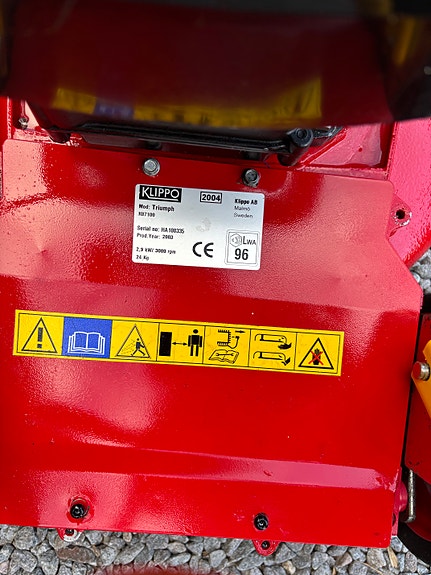 KLIPPO 2004 Klippo AB
Mod: Triumph Malmö
Sweden
Serial no: HA100335
Prod.Year: 2003
2,9 kW/ 3000 rpm
24 Kg
CE
LWA
96